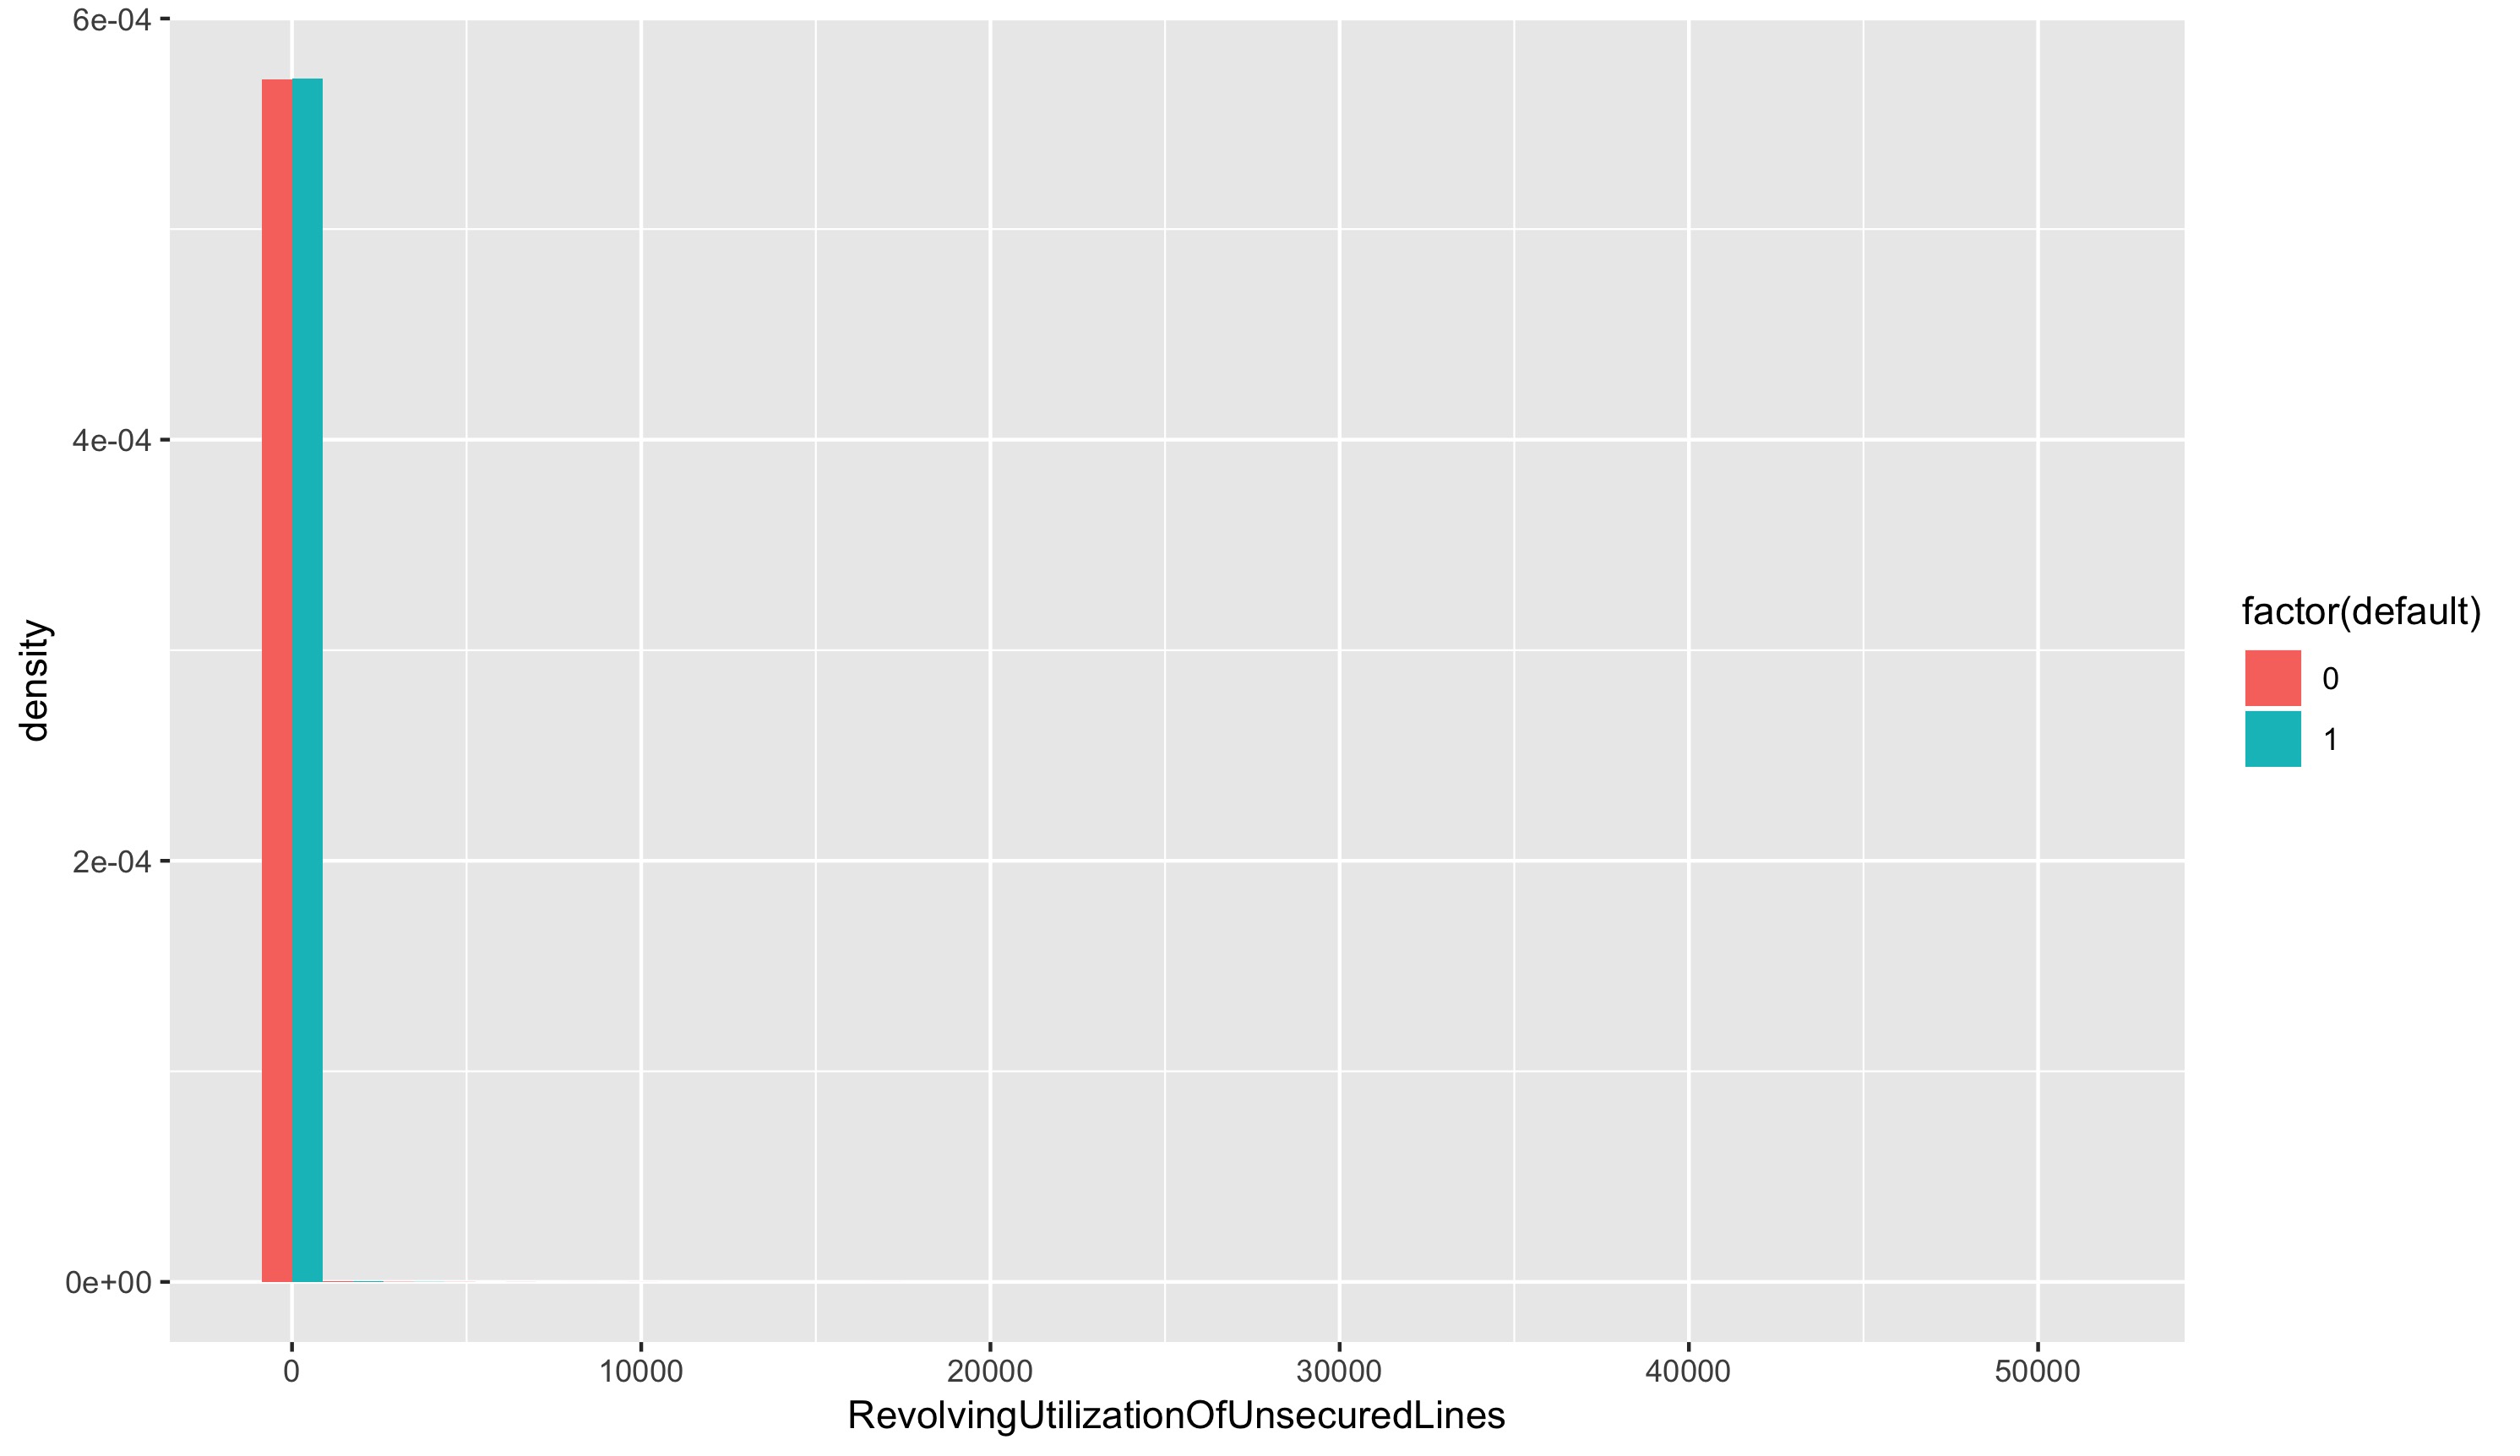 6e-04
4e-04
2e-04
0e+00
density
0
10000
20000
30000
40000
50000
RevolvingUtilizationOfUnsecuredLines
factor(default)
0
1